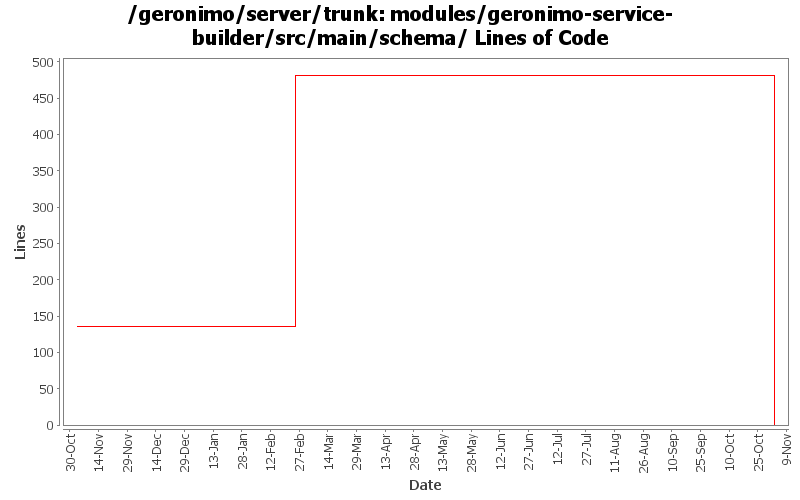 /geronimo/server/trunk: modules/geronimo-service-
builder/src/main/schema/ Lines of Code
500
450
400
350
300
250
200
150
100
50
0
Lines
30-Oct
14-Nov
29-Nov
14-Dec
29-Dec
13-Jan
28-Jan
12-Feb
27-Feb
14-Mar
29-Mar
13-Apr
28-Apr
13-May
28-May
12-Jun
27-Jun
12-Jul
27-Jul
11-Aug
26-Aug
10-Sep
25-Sep
10-Oct
25-Oct
9-Nov
Date